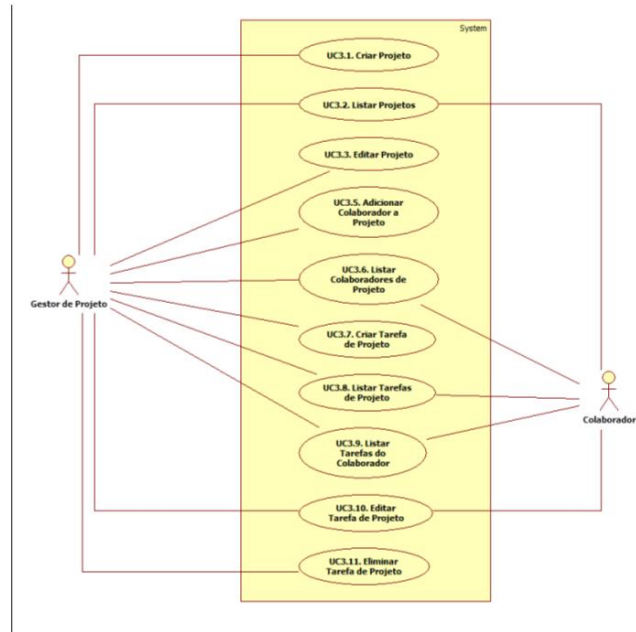 System
UC3.1. Criar Projeto
UC3.2. Listar Projetos
UC3.3. Editar Projeto
UC3.5. Adicionar
Colaborador a
Projeto
UC3.6. Listar
Colaboradores de
Projeto
Gestor de Projeto
UC3.7. Criar Tarefa
de Projeto
UC3.8. Listar Tarefas
de Projeto
Colaborador
UC3.9. Listar
Tarefas do
Colaborador
UC3.10. Editar
Tarefa de Projeto
UC3.11. Eliminar
Tarefa de Projeto